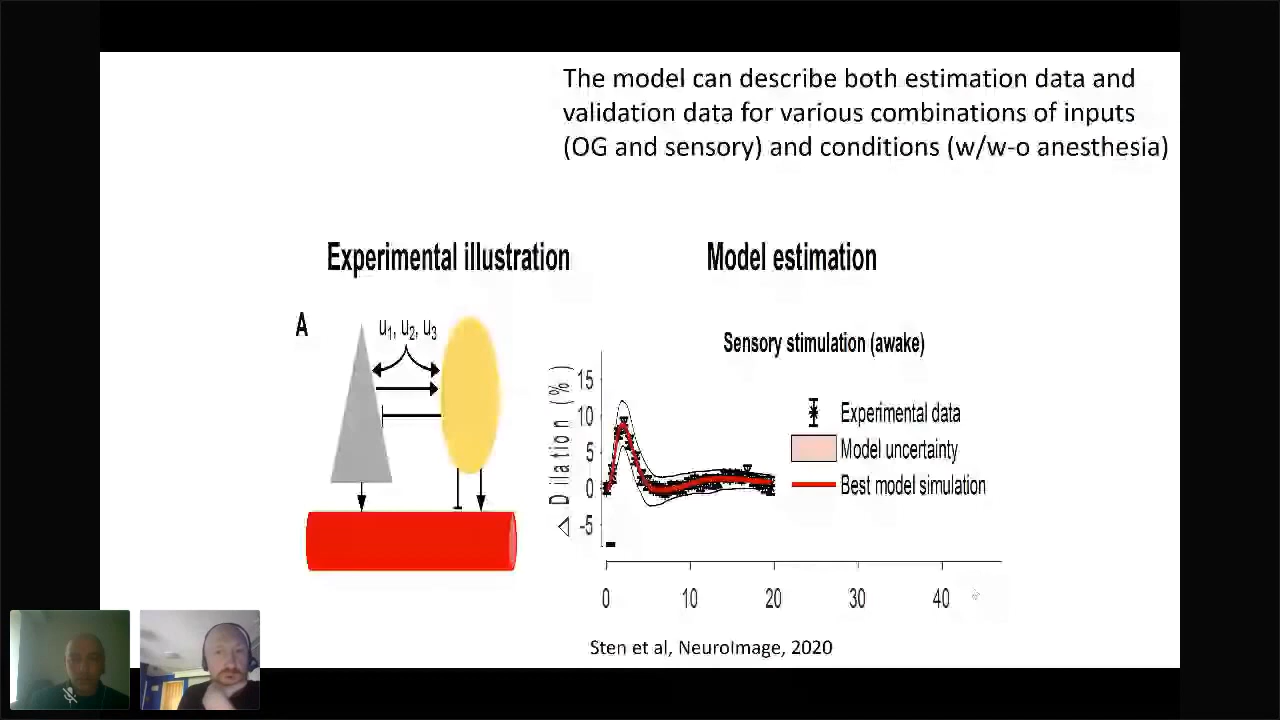 The model can describe both estimation data and
validation data for various combinations of inputs
(OG and sensory) and conditions (w/w-o anesthesia)
Experimental illustration
Model estimation
A
u₁, u₂, u₃
Sensory stimulation (awake)
Δ Dilation (%)
15
10
5
0
-5
Experimental data
Model uncertainty
Best model simulation
0 10 20 30 40
Sten et al, NeuroImage, 2020